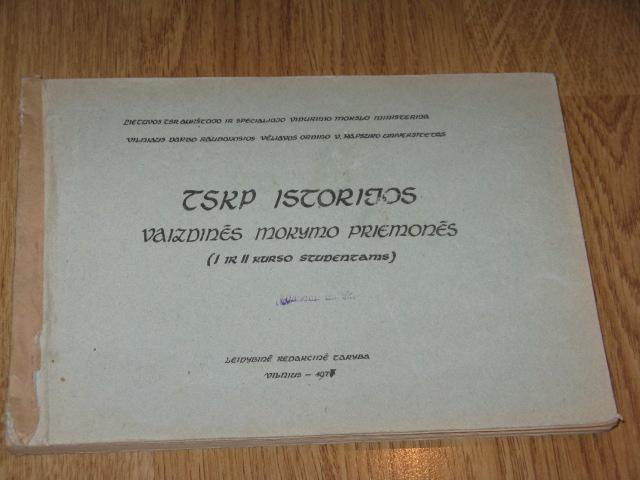 LIETUVOS TSR AUKŠTOJO IR SPECIALIOJO VIDURINIO MOKSLO MINISTERIJA
VILNIAUS DARBO RAUDONOSIOS VĖLIAVOS ORDINO V. KAPSUKO UNIVERSITETAS
TSKP ISTORIJOS
VAIZDINĖS MOKYMO PRIEMONĖS
(I IR II KURSO STUDENTAMS)
LEIDYBINĖ REDAKCINĖ TARYBA
VILNIUS –